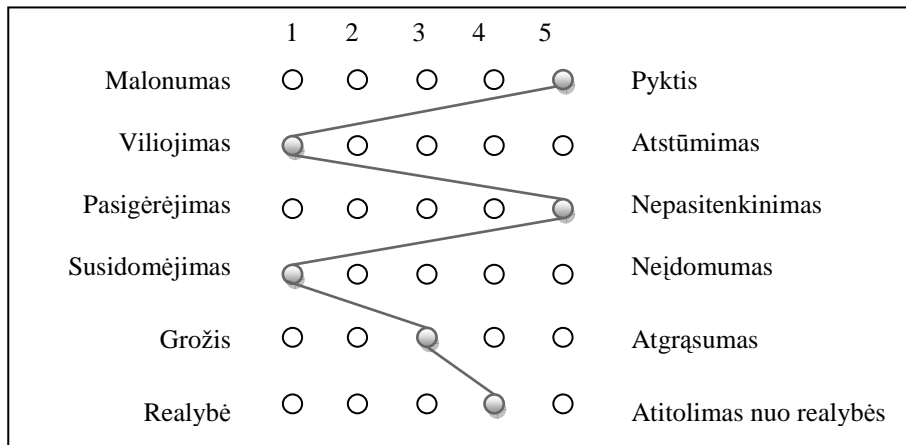 1 2 3 4 5
Malonumas Pyktis
Viliojimas Atstūmimas
Pasigėrėjimas Nepasitenkinimas
Susidomėjimas Neįdomumas
Grožis Atgrąsumas
Realybė Atitolimas nuo realybės